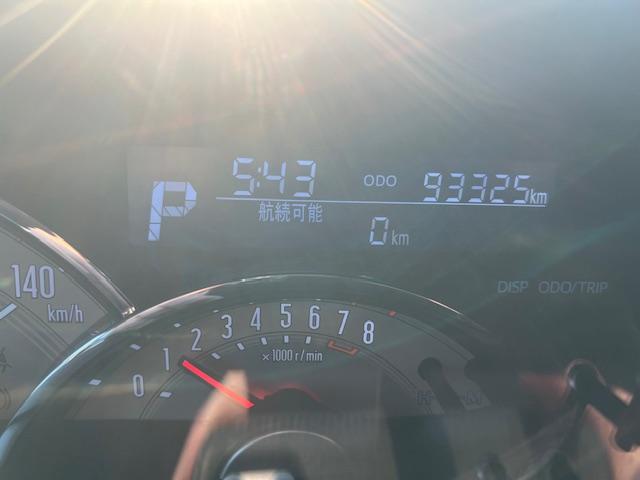 P
5:43
ODO
93325km
航続可能
0km
DISP ODO/TRIP
140
km/h
0 1 2 3 4 5 6 7 8
×1000 r/min